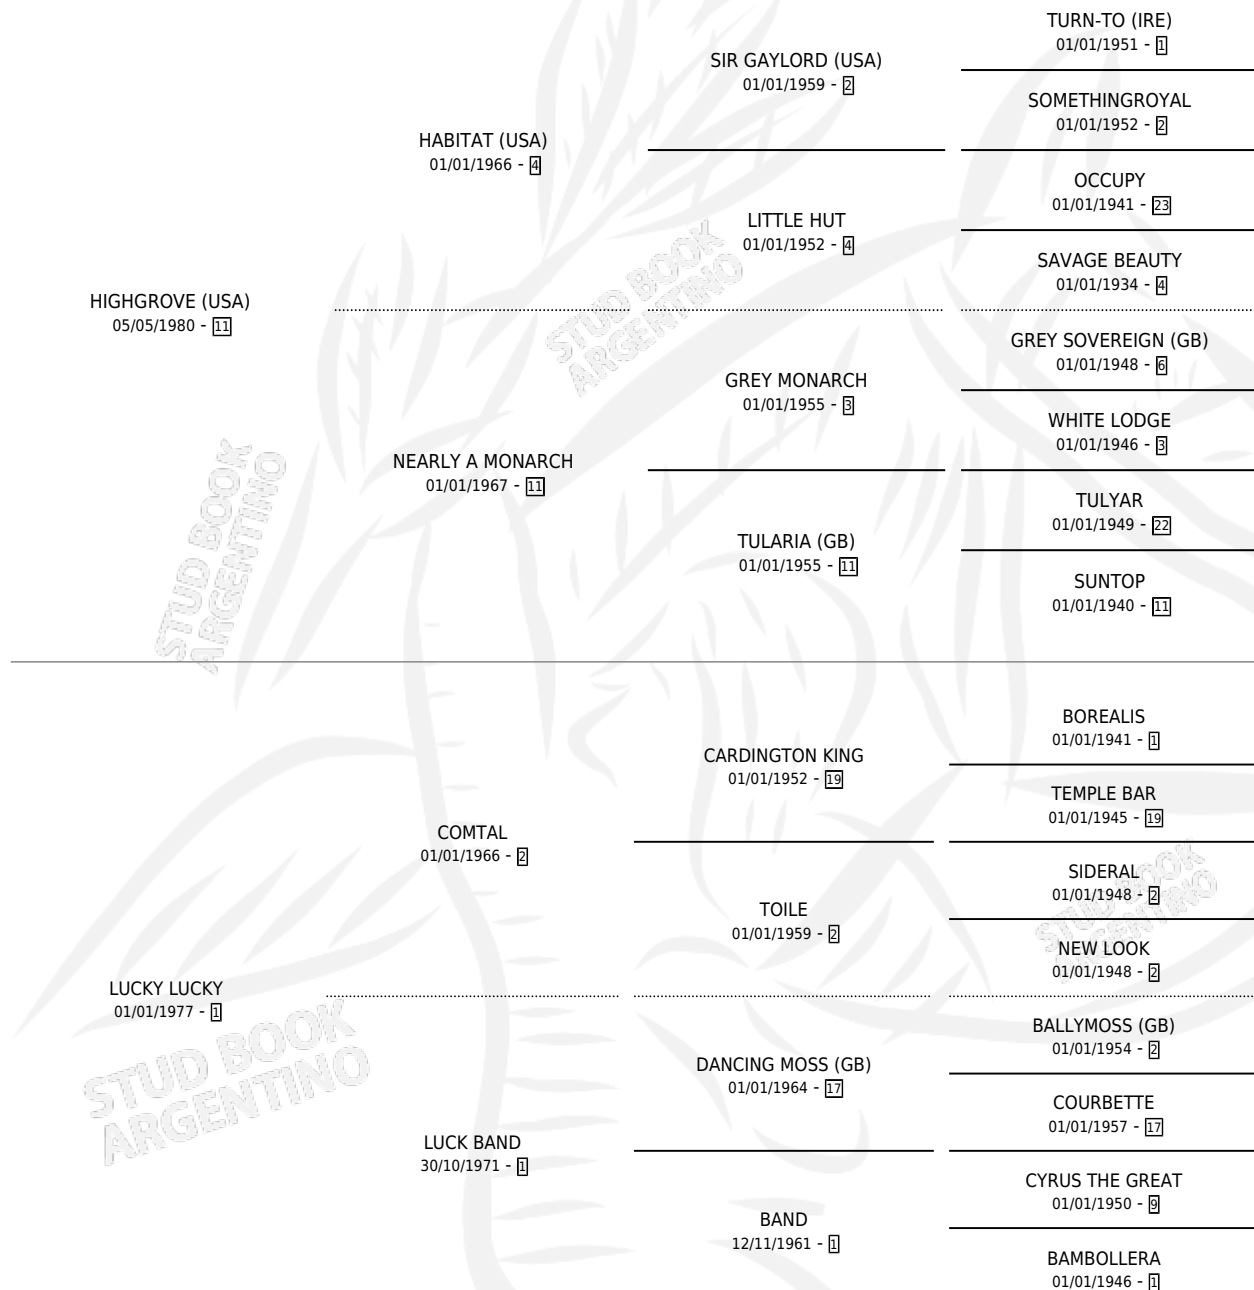 TURN-TO (IRE)
01/01/1951 - 1
SIR GAYLORD (USA)
01/01/1959 - 2
SOMETHINGROYAL
01/01/1952 - 2
HABITAT (USA)
01/01/1966 - 4
OCCUPY
01/01/1941 - 23
LITTLE HUT
01/01/1952 - 4
SAVAGE BEAUTY
01/01/1934 - 4
HIGHGROVE (USA)
05/05/1980 - 11
GREY SOVEREIGN (GB)
01/01/1948 - 6
GREY MONARCH
01/01/1955 - 3
WHITE LODGE
01/01/1946 - 3
NEARLY A MONARCH
01/01/1967 - 11
TULYAR
01/01/1949 - 22
TULARIA (GB)
01/01/1955 - 11
SUNTOP
01/01/1940 - 11
BOREALIS
01/01/1941 - 1
CARDINGTON KING
01/01/1952 - 19
TEMPLE BAR
01/01/1945 - 19
COMTAL
01/01/1966 - 2
SIDERAL
01/01/1948 - 2
TOILE
01/01/1959 - 2
NEW LOOK
01/01/1948 - 2
LUCKY LUCKY
01/01/1977 - 1
BALLYMOSS (GB)
01/01/1954 - 2
DANCING MOSS (GB)
01/01/1964 - 17
COURBETTE
01/01/1957 - 17
LUCK BAND
30/10/1971 - 1
CYRUS THE GREAT
01/01/1950 - 9
BAND
12/11/1961 - 1
BAMBOLLERA
01/01/1946 - 1
STUD BOOK
ARGENTINO
STUD BOOK
ARGENTINO
STUD BOOK
ARGENTINO
STUD BOOK
ARGENTINO